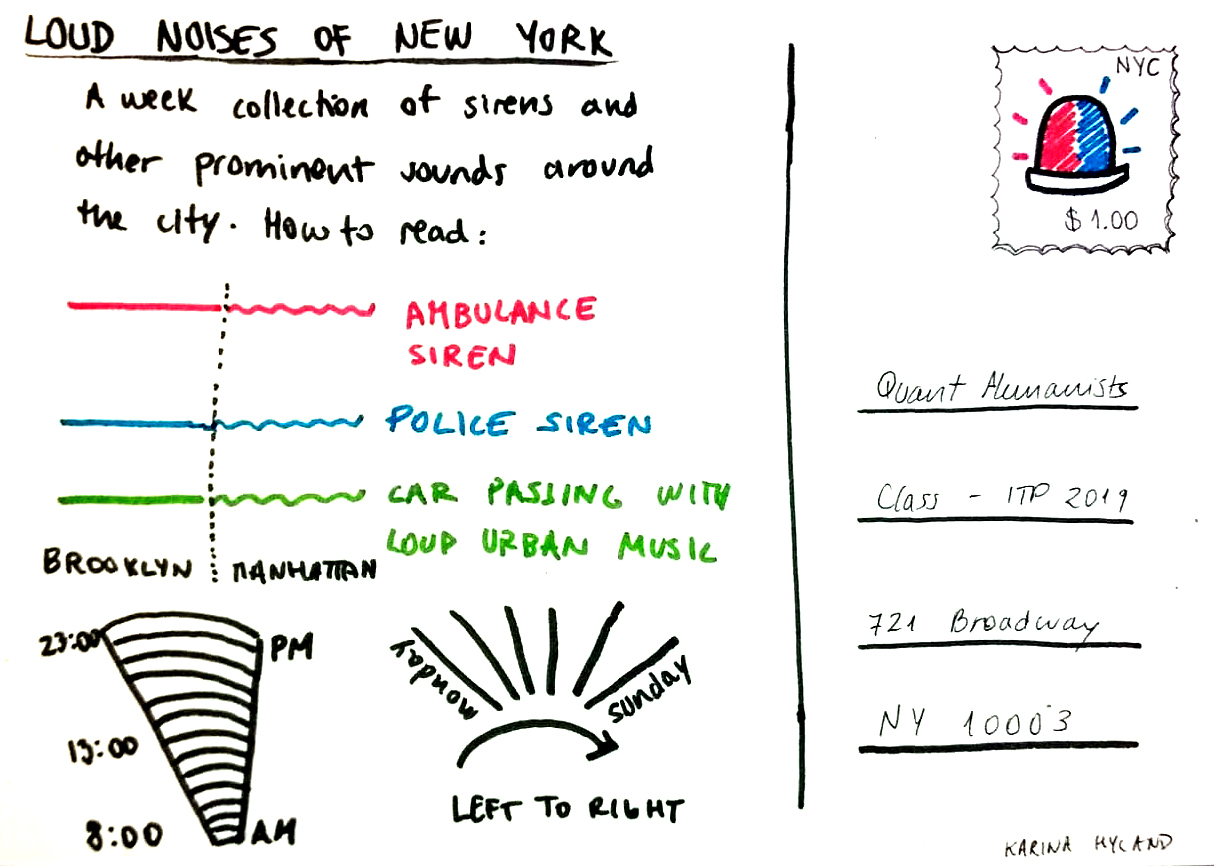 LOUD NOISES OF NEW YORK
A week collection of sirens and
other prominent sounds around
the city. How to read:
AMBULANCE
SIREN
POLICE SIREN
CAR PASSING WITH
LOUD URBAN MUSIC
BROOKLYN
MANHATTAN
23:00
PM
13:00
8:00
AM
monday
sunday
LEFT TO RIGHT
NYC
$ 1.00
Quant Humanists
Class - ITP 2019
721 Broadway
NY 10003
KARINA HYLAND